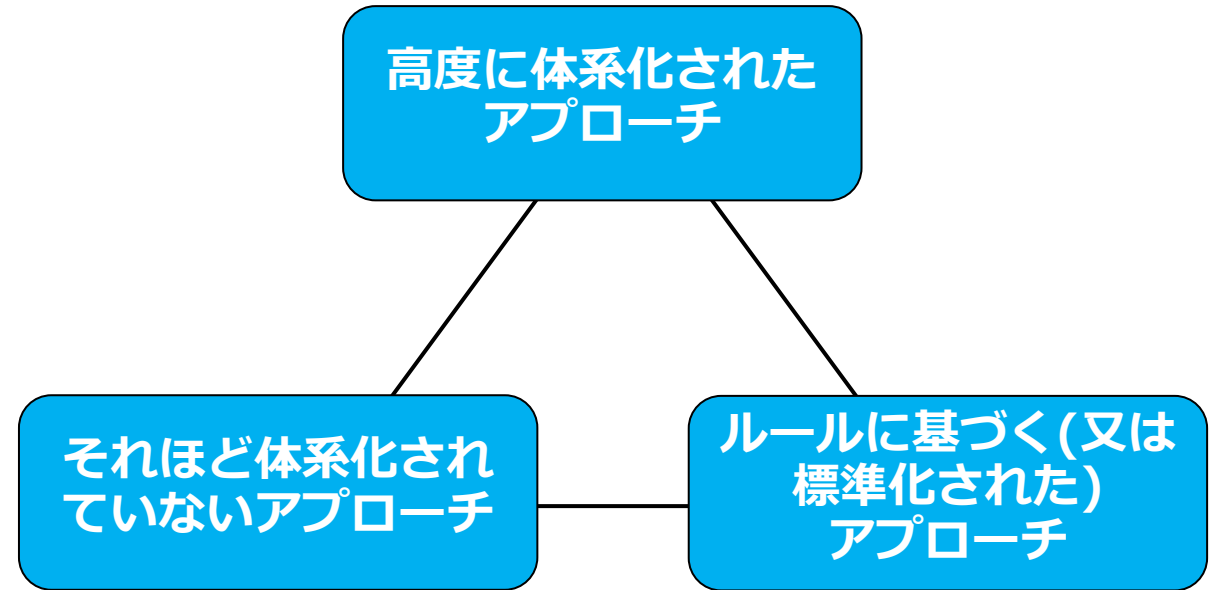 高度に体系化された
アプローチ
それほど体系化され
ていないアプローチ
ルールに基づく(又は
標準化された)
アプローチ